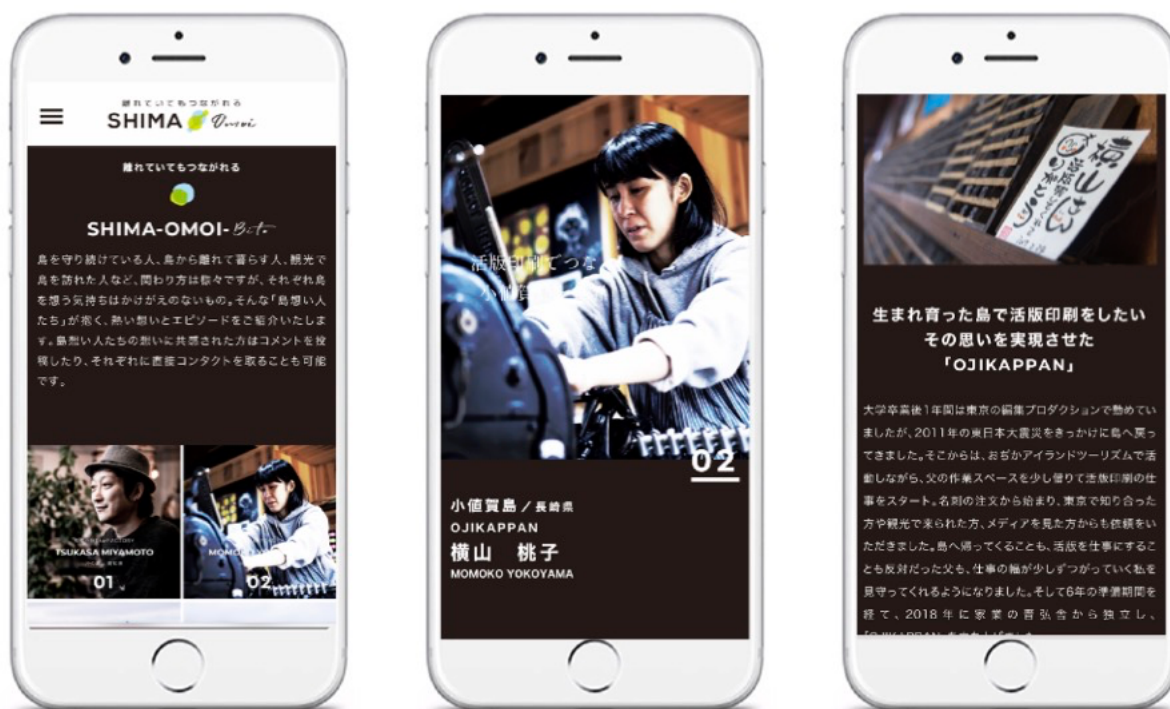 離れていてもつながれる
SHIMA Omoi
離れていてもつながれる
SHIMA-OMOI-Bito
島を守り続けている人、島から離れて暮らす人、観光で
島を訪れた人など、関わり方は様々ですが、それぞれ島
を想う気持ちはかけがえのないもの。そんな「島想い人
たち」が抱く、熱い想いとエピソードをご紹介いたしま
す。島想い人たちの想いに共感された方はコメントを投
稿したり、それぞれに直接コンタクトを取ることも可能
です。
TSUKASA MIYAMOTO
01
02
活版印刷でつな
小値賀
02
小値賀島／長崎県
OJIKAPPAN
横山 桃子
MOMOKO YOKOYAMA
横山さん
生まれ育った島で活版印刷をしたい
その思いを実現させた
「OJIKAPPAN」
大学卒業後1年間は東京の編集プロダクションで勤めてい
ましたが、2011年の東日本大震災をきっかけに島へ戻っ
てきました。そこからは、おぢかアイランドツーリズムで活
動しながら、父の作業スペースを少し借りて活版印刷の仕
事をスタート。名刺の注文から始まり、東京で知り合った
方や観光で来られた方、メディアを見た方からも依頼をい
ただきました。島へ帰ってくることも、活版を仕事にするこ
とも反対だった父も、仕事の幅が少しずつがっていく私を
見守ってくれるようになりました。そして6年の準備期間を
経て、2018年に家業の晋弘舎から独立し、